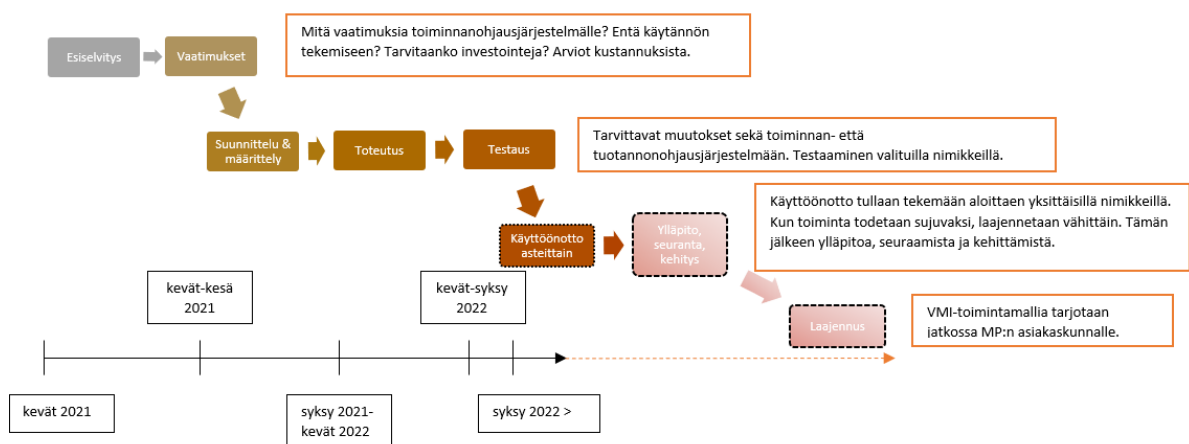 Esiselvitys
Vaatimukset
Mitä vaatimuksia toiminnanohjausjärjestelmälle? Entä käytännön
tekemiseen? Tarvitaanko investointeja? Arviot kustannuksista.
Suunnittelu &
määrittely
Toteutus
Testaus
Tarvittavat muutokset sekä toiminnan- että
tuotannonohjausjärjestelmään. Testaaminen valituilla nimikkeillä.
Käyttöönotto
asteittain
Ylläpito,
seuranta,
kehitys
Käyttöönotto tullaan tekemään aloittaen yksittäisillä nimikkeillä.
Kun toiminta todetaan sujuvaksi, laajennetaan vähittäin. Tämän
jälkeen ylläpitoa, seuraamista ja kehittämistä.
Laajennus
VMI-toimintamallia tarjotaan
jatkossa MP:n asiakaskunnalle.
kevät-kesä
2021
kevät-syksy
2022
kevät 2021
syksy 2021-
kevät 2022
syksy 2022 >